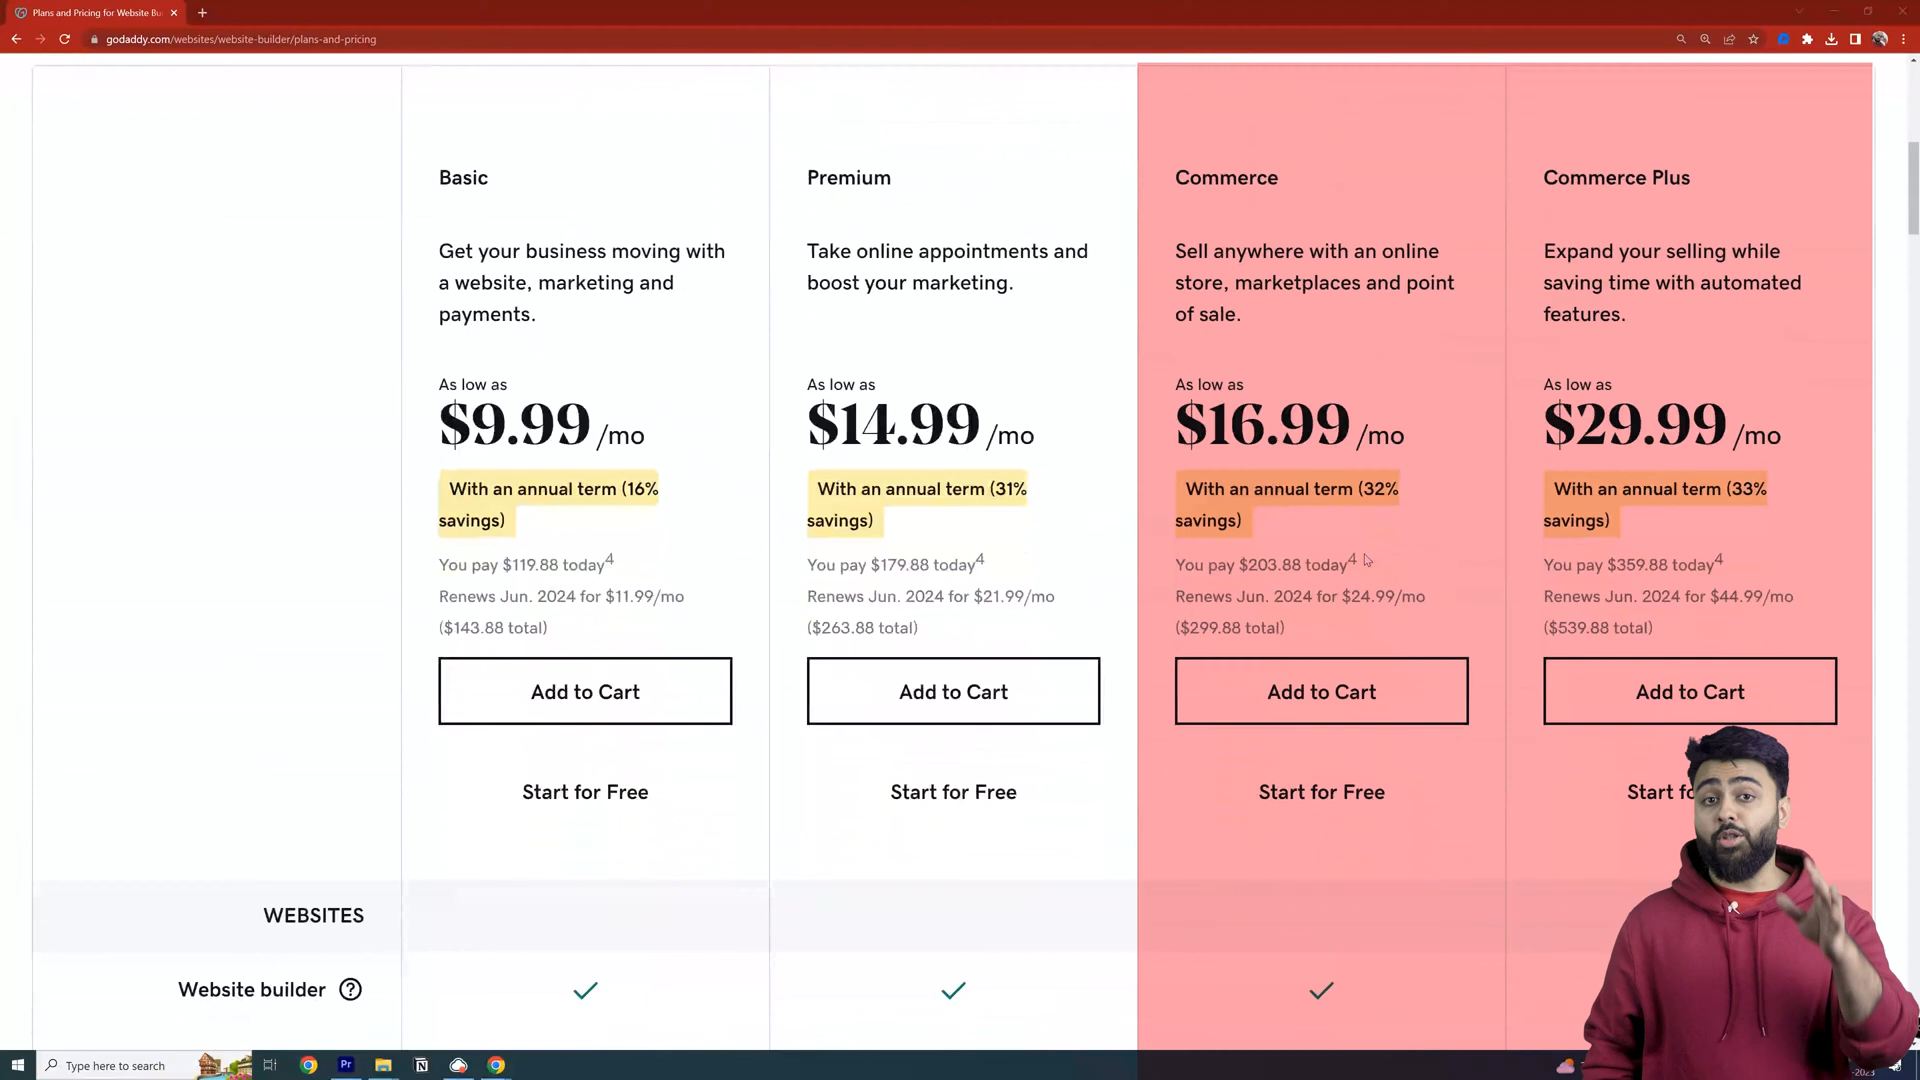 Plans and Pricing for Website Bu
godaddy.com/websites/website-builder/plans-and-pricing
Basic
Get your business moving with
a website, marketing and
payments.
As low as
$9.99 /mo
With an annual term (16%
savings)
You pay $119.88 today4
Renews Jun. 2024 for $11.99/mo
($143.88 total)
Add to Cart
Start for Free
Premium
Take online appointments and
boost your marketing.
As low as
$14.99 /mo
With an annual term (31%
savings)
You pay $179.88 today4
Renews Jun. 2024 for $21.99/mo
($263.88 total)
Add to Cart
Start for Free
Commerce
Sell anywhere with an online
store, marketplaces and point
of sale.
As low as
$16.99 /mo
With an annual term (32%
savings)
You pay $203.88 today4
Renews Jun. 2024 for $24.99/mo
($299.88 total)
Add to Cart
Start for Free
Commerce Plus
Expand your selling while
saving time with automated
features.
As low as
$29.99 /mo
With an annual term (33%
savings)
You pay $359.88 today4
Renews Jun. 2024 for $44.99/mo
($539.88 total)
Add to Cart
Start
WEBSITES
Website builder ?
Type here to search
Pr
N
-2023